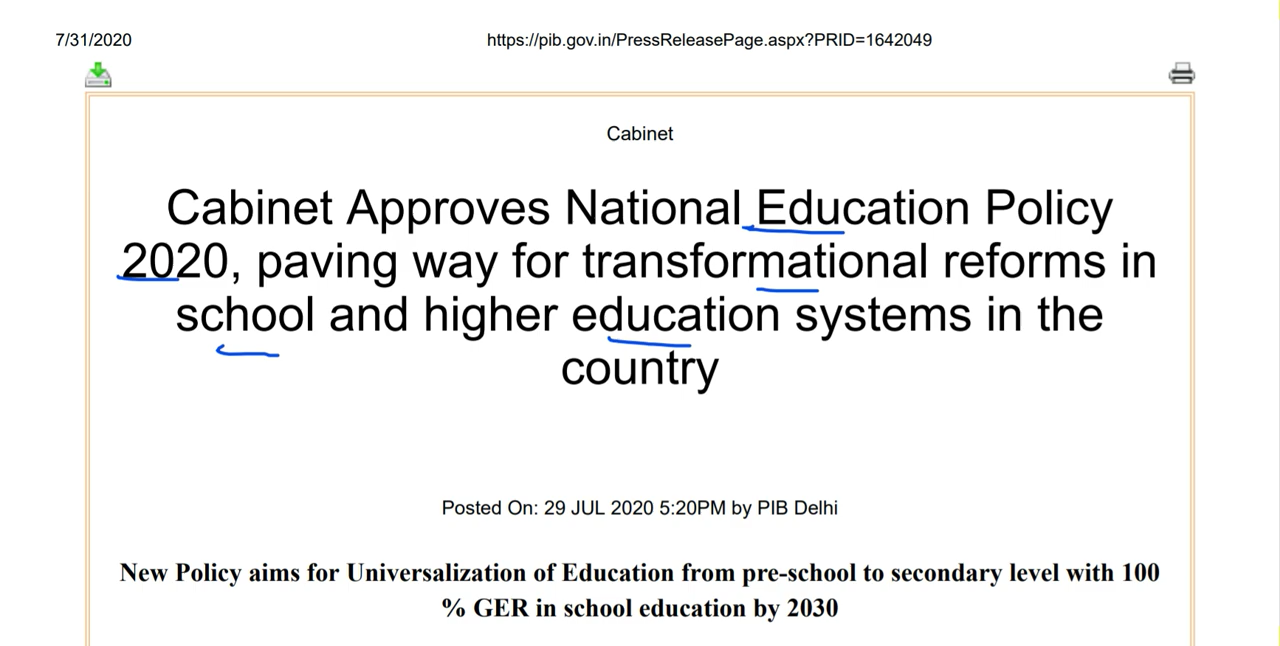 7/31/2020 https://pib.gov.in/PressReleasePage.aspx?PRID=1642049
Cabinet
Cabinet Approves National Education Policy
2020, paving way for transformational reforms in
school and higher education systems in the
country
Posted On: 29 JUL 2020 5:20PM by PIB Delhi
New Policy aims for Universalization of Education from pre-school to secondary level with 100
% GER in school education by 2030